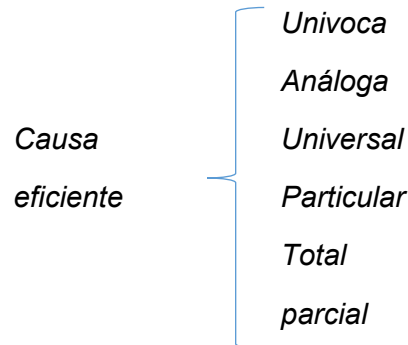 Causa
eficiente
Univoca
Análoga
Universal
Particular
Total
parcial